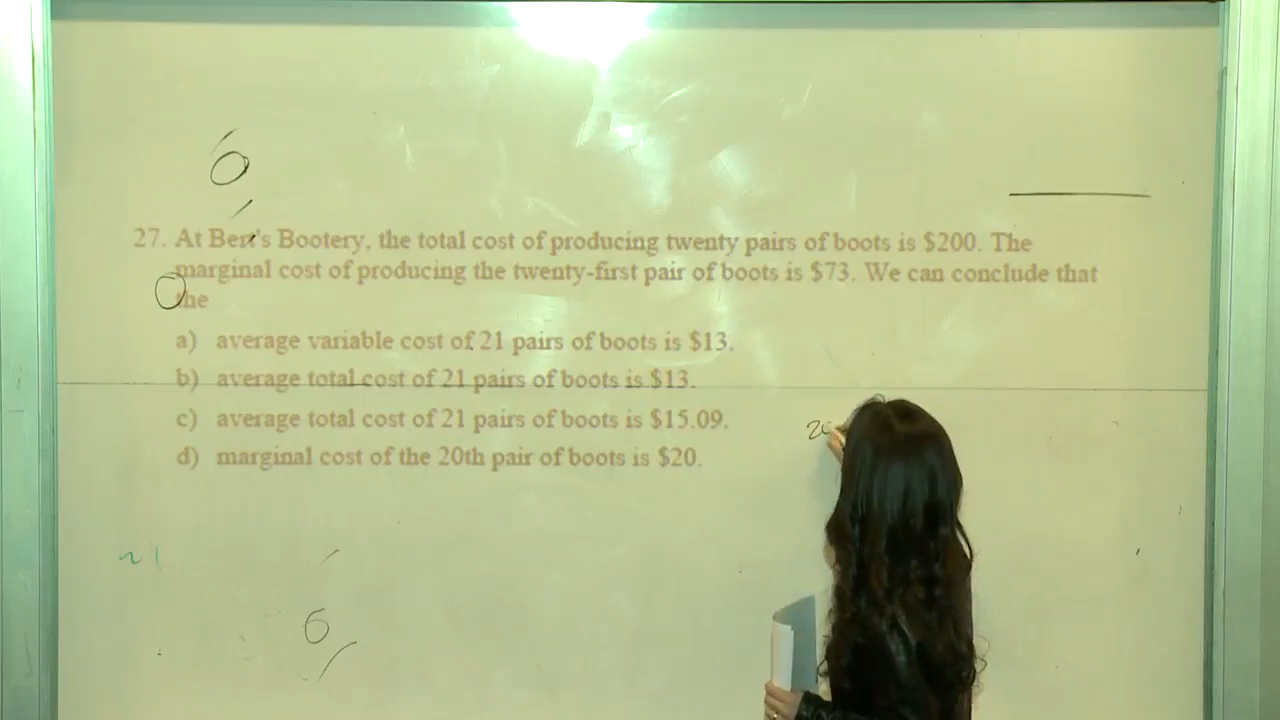 6
27. At Bert's Bootery, the total cost of producing twenty pairs of boots is $200. The
marginal cost of producing the twenty-first pair of boots is $73. We can conclude that
the
a) average variable cost of 21 pairs of boots is $13.
b) average total cost of 21 pairs of boots is $13.
c) average total cost of 21 pairs of boots is $15.09.
d) marginal cost of the 20th pair of boots is $20.
6